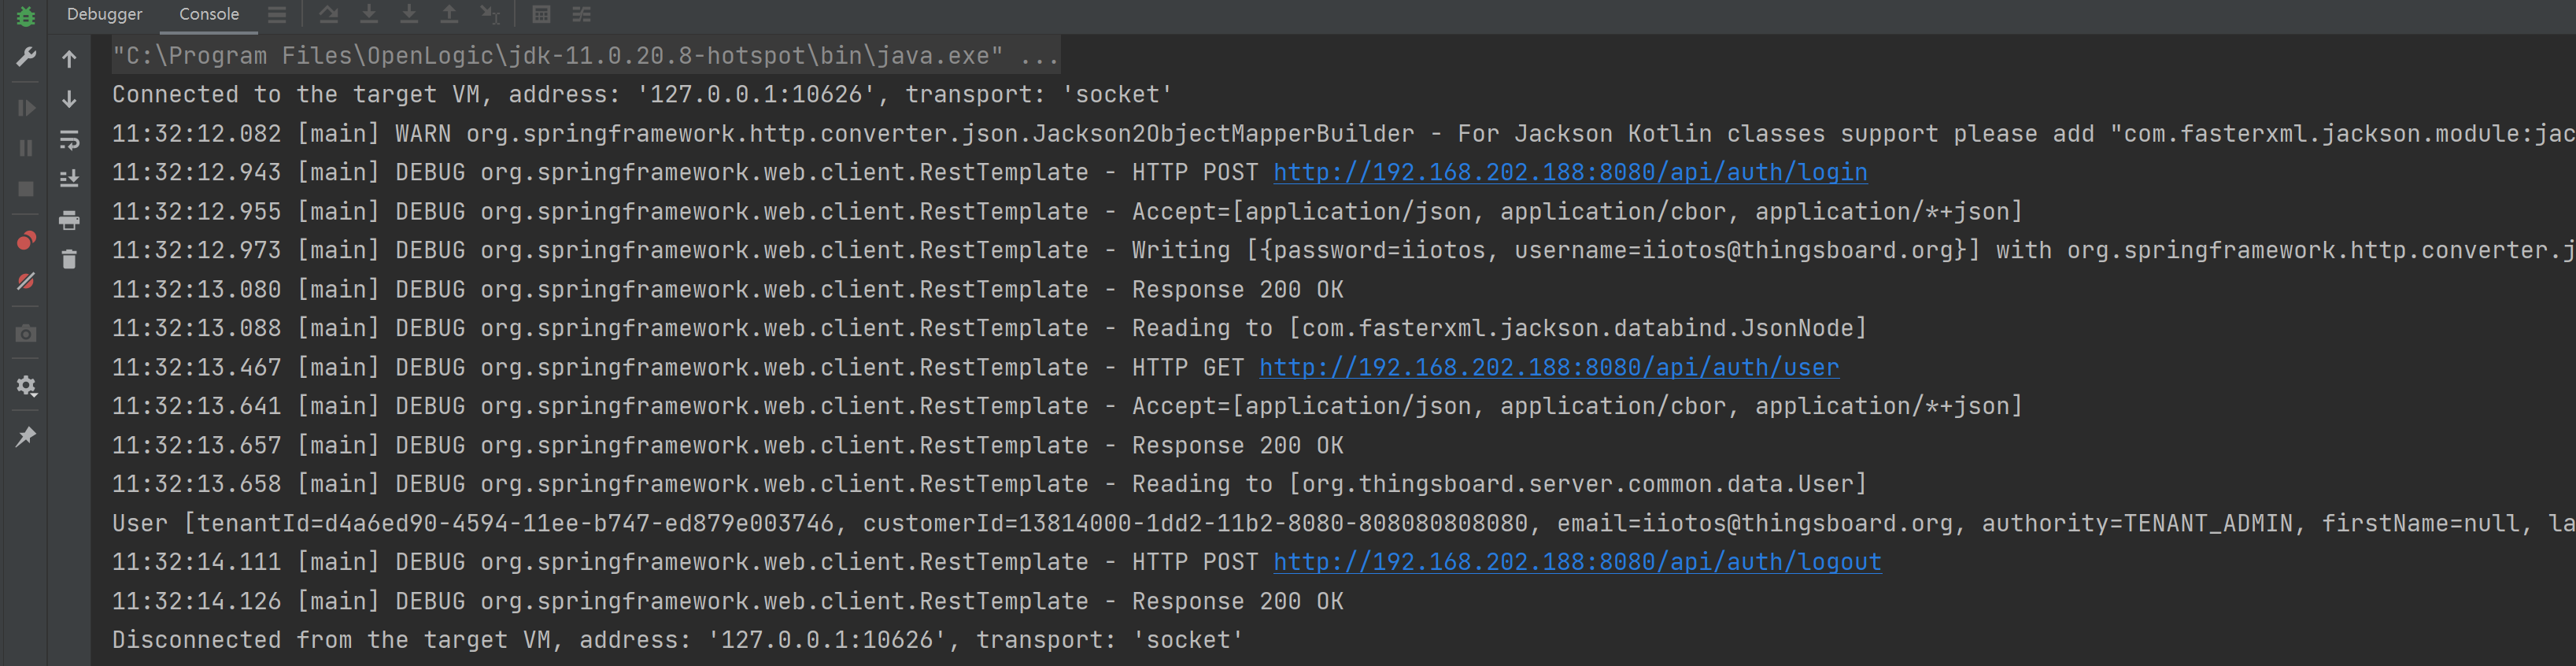 Debugger Console
"C:\Program Files\OpenLogic\jdk-11.0.20.8-hotspot\bin\java.exe" ...
Connected to the target VM, address: '127.0.0.1:10626', transport: 'socket'
11:32:12.082 [main] WARN org.springframework.http.converter.json.Jackson2ObjectMapperBuilder - For Jackson Kotlin classes support please add "com.fasterxml.jackson.module:jac
11:32:12.943 [main] DEBUG org.springframework.web.client.RestTemplate - HTTP POST http://192.168.202.188:8080/api/auth/login
11:32:12.955 [main] DEBUG org.springframework.web.client.RestTemplate - Accept=[application/json, application/cbor, application/*+json]
11:32:12.973 [main] DEBUG org.springframework.web.client.RestTemplate - Writing [{password=iiotos, username=iiotos@thingsboard.org}] with org.springframework.http.converter.j
11:32:13.080 [main] DEBUG org.springframework.web.client.RestTemplate - Response 200 OK
11:32:13.088 [main] DEBUG org.springframework.web.client.RestTemplate - Reading to [com.fasterxml.jackson.databind.JsonNode]
11:32:13.467 [main] DEBUG org.springframework.web.client.RestTemplate - HTTP GET http://192.168.202.188:8080/api/auth/user
11:32:13.641 [main] DEBUG org.springframework.web.client.RestTemplate - Accept=[application/json, application/cbor, application/*+json]
11:32:13.657 [main] DEBUG org.springframework.web.client.RestTemplate - Response 200 OK
11:32:13.658 [main] DEBUG org.springframework.web.client.RestTemplate - Reading to [org.thingsboard.server.common.data.User]
User [tenantId=d4a6ed90-4594-11ee-b747-ed879e003746, customerId=13814000-1dd2-11b2-8080-808080808080, email=iiotos@thingsboard.org, authority=TENANT_ADMIN, firstName=null, la
11:32:14.111 [main] DEBUG org.springframework.web.client.RestTemplate - HTTP POST http://192.168.202.188:8080/api/auth/logout
11:32:14.126 [main] DEBUG org.springframework.web.client.RestTemplate - Response 200 OK
Disconnected from the target VM, address: '127.0.0.1:10626', transport: 'socket'